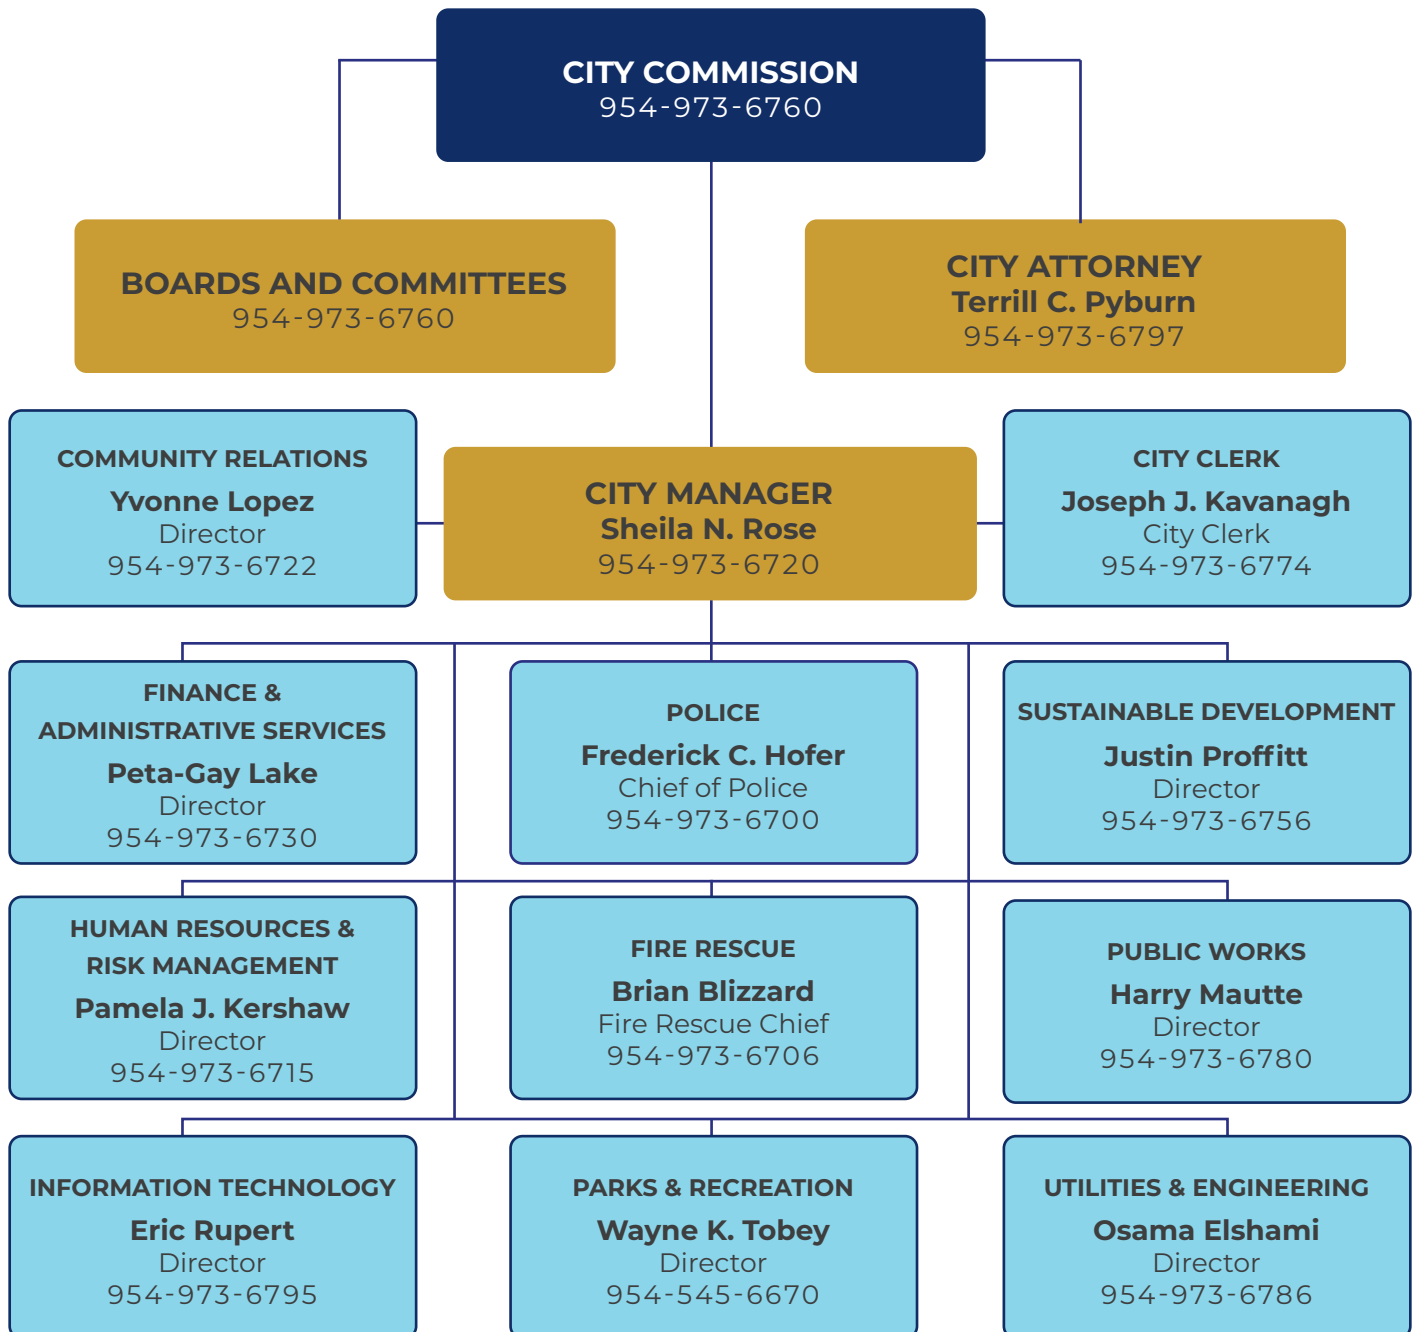 CITY COMMISSION
954-973-6760
BOARDS AND COMMITTEES
954-973-6760
CITY ATTORNEY
Terrill C. Pyburn
954-973-6797
COMMUNITY RELATIONS
Yvonne Lopez
Director
954-973-6722
CITY MANAGER
Sheila N. Rose
954-973-6720
CITY CLERK
Joseph J. Kavanagh
City Clerk
954-973-6774
FINANCE &
ADMINISTRATIVE SERVICES
Peta-Gay Lake
Director
954-973-6730
POLICE
Frederick C. Hofer
Chief of Police
954-973-6700
SUSTAINABLE DEVELOPMENT
Justin Proffitt
Director
954-973-6756
HUMAN RESOURCES &
RISK MANAGEMENT
Pamela J. Kershaw
Director
954-973-6715
FIRE RESCUE
Brian Blizzard
Fire Rescue Chief
954-973-6706
PUBLIC WORKS
Harry Mautte
Director
954-973-6780
INFORMATION TECHNOLOGY
Eric Rupert
Director
954-973-6795
PARKS & RECREATION
Wayne K. Tobey
Director
954-545-6670
UTILITIES & ENGINEERING
Osama Elshami
Director
954-973-6786